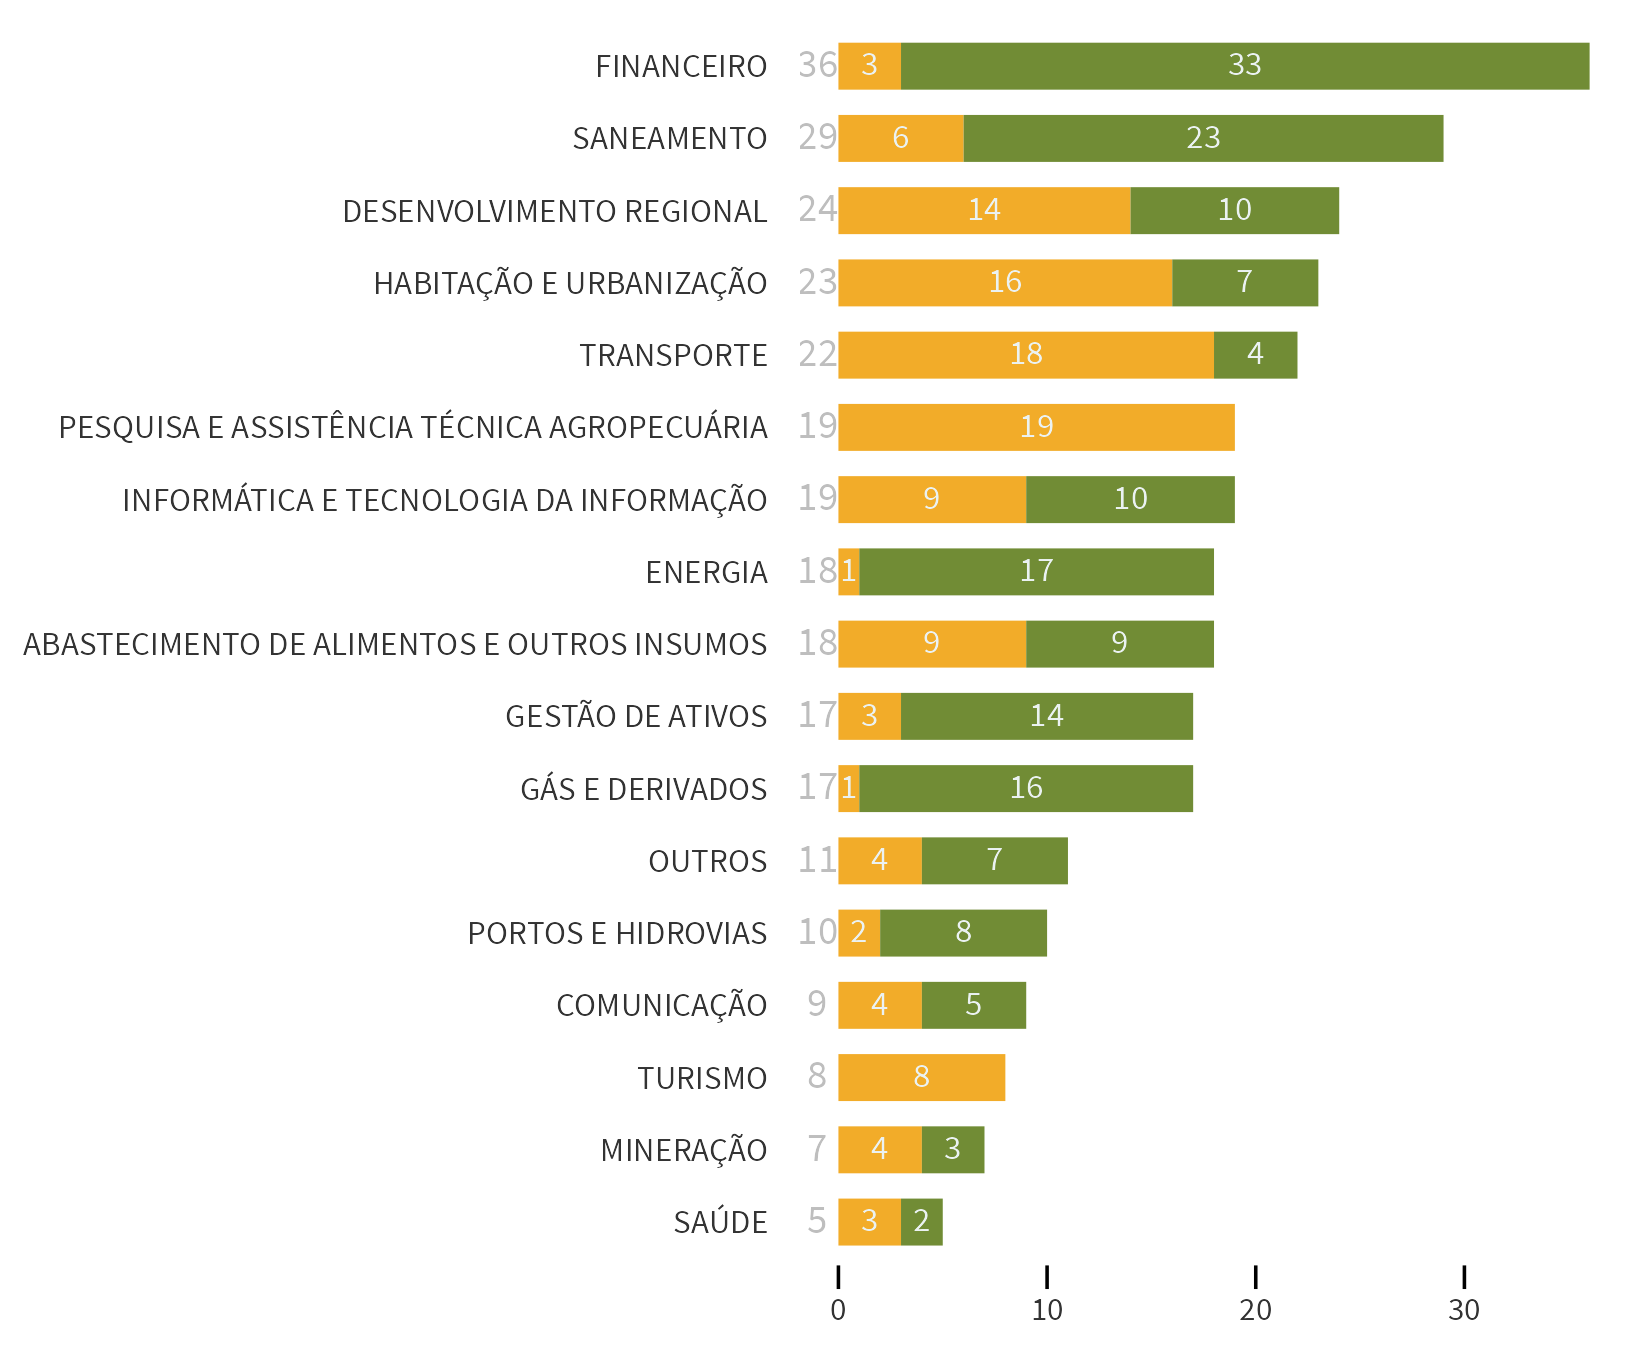 FINANCEIRO 36 3 33
SANEAMENTO 29 6 23
DESENVOLVIMENTO REGIONAL 24 14 10
HABITAÇÃO E URBANIZAÇÃO 23 16 7
TRANSPORTE 22 18 4
PESQUISA E ASSISTÊNCIA TÉCNICA AGROPECUÁRIA 19 19
INFORMÁTICA E TECNOLOGIA DA INFORMAÇÃO 19 9 10
ENERGIA 18 1 17
ABASTECIMENTO DE ALIMENTOS E OUTROS INSUMOS 18 9 9
GESTÃO DE ATIVOS 17 3 14
GÁS E DERIVADOS 17 1 16
OUTROS 11 4 7
PORTOS E HIDROVIAS 10 2 8
COMUNICAÇÃO 9 4 5
TURISMO 8 8
MINERAÇÃO 7 4 3
SAÚDE 5 3 2
0 10 20 30